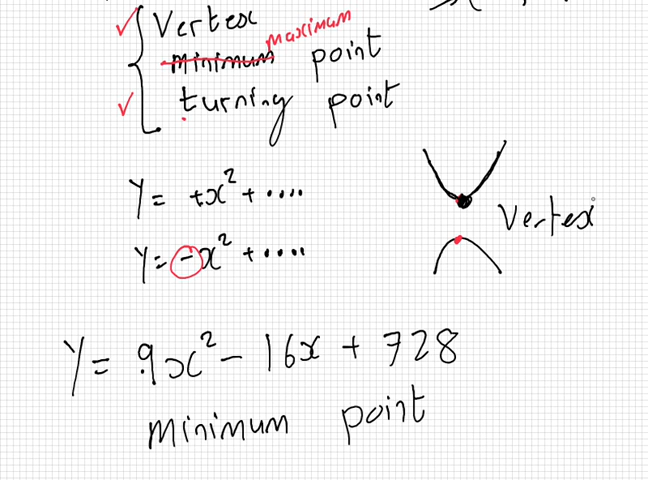 Vertex
maximum
minimum point
turning point
Y = +x² + ....
Vertex
Y = -x² + ....
Y = 9x² - 16x + 728
minimum point